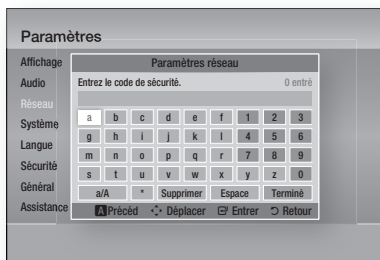 Paramètres
Affichage
Audio
Réseau
Système
Langue
Sécurité
Général
Assistance
Paramètres réseau
Entrez le code de sécurité. 0 entré
a b c d e f 1 2 3
g h i j k l 4 5 6
m n o p q r 7 8 9
s t u v w x y z 0
a/A * Supprimer Espace Terminé
A Précéd Déplacer Entrer Retour